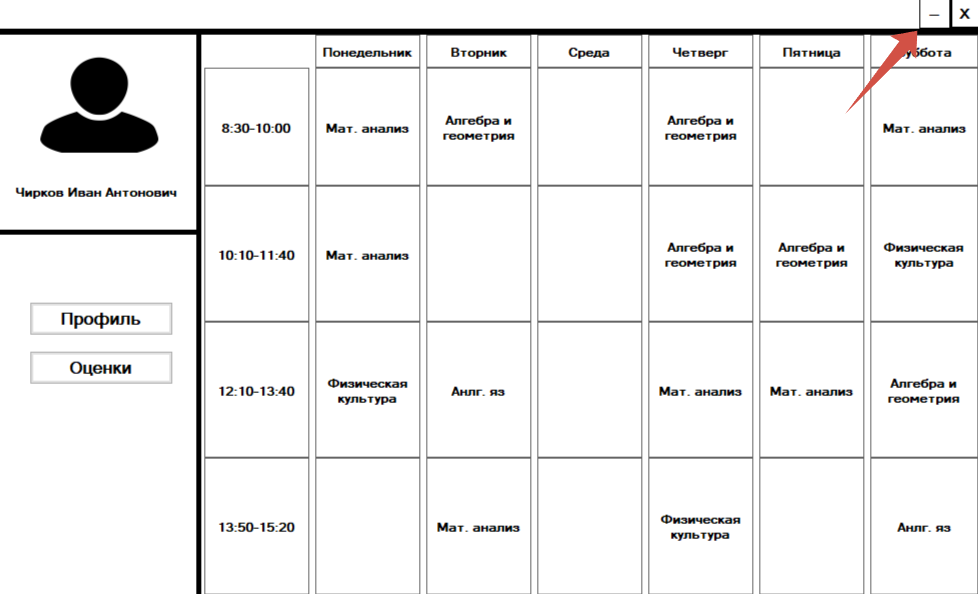 – X
Понедельник Вторник Среда Четверг Пятница
Чирков Иван Антонович
Профиль
Оценки
8:30-10:00 Мат. анализ Алгебра и Алгебра и Мат. анализ
геометрия геометрия
10:10-11:40 Мат. анализ Алгебра и Алгебра и Физическая
геометрия геометрия культура
12:10-13:40 Физическая Анлг. яз Мат. анализ Мат. анализ Алгебра и
культура геометрия
13:50-15:20 Мат. анализ Физическая Анлг. яз
культура